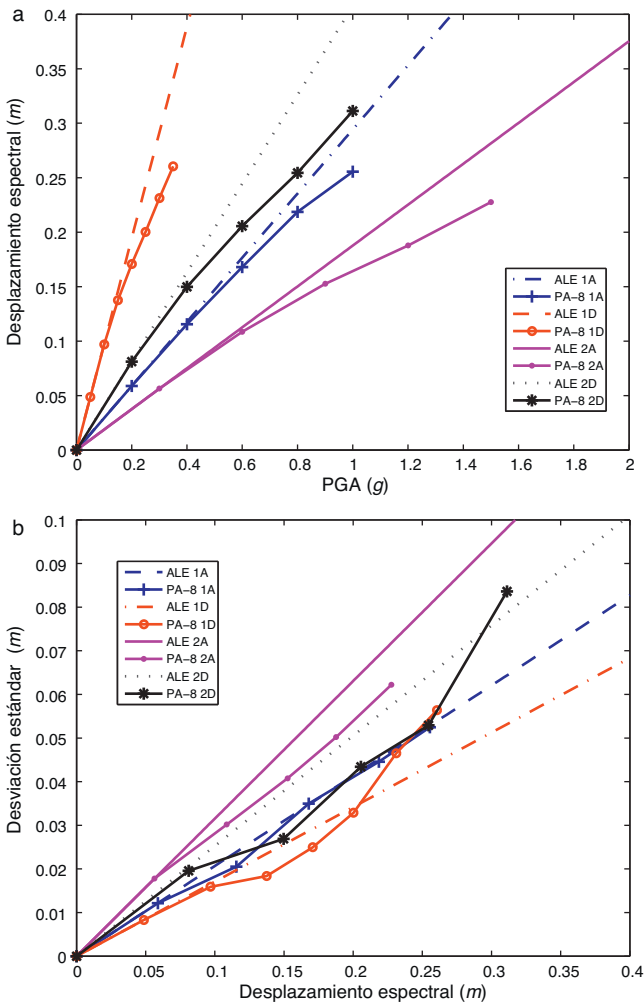 a
0.4
0.35
0.3
0.25
0.2
0.15
0.1
0.05
0
Desplazamiento espectral (m)
0 0.2 0.4 0.6 0.8 1 1.2 1.4 1.6 1.8 2
PGA (g)
ALE 1A
PA-8 1A
ALE 1D
PA-8 1D
ALE 2A
PA-8 2A
ALE 2D
PA-8 2D
b
0.1
0.09
0.08
0.07
0.06
0.05
0.04
0.03
0.02
0.01
0
Desviación estándar (m)
0 0.05 0.1 0.15 0.2 0.25 0.3 0.35 0.4
Desplazamiento espectral (m)
ALE 1A
PA-8 1A
ALE 1D
PA-8 1D
ALE 2A
PA-8 2A
ALE 2D
PA-8 2D